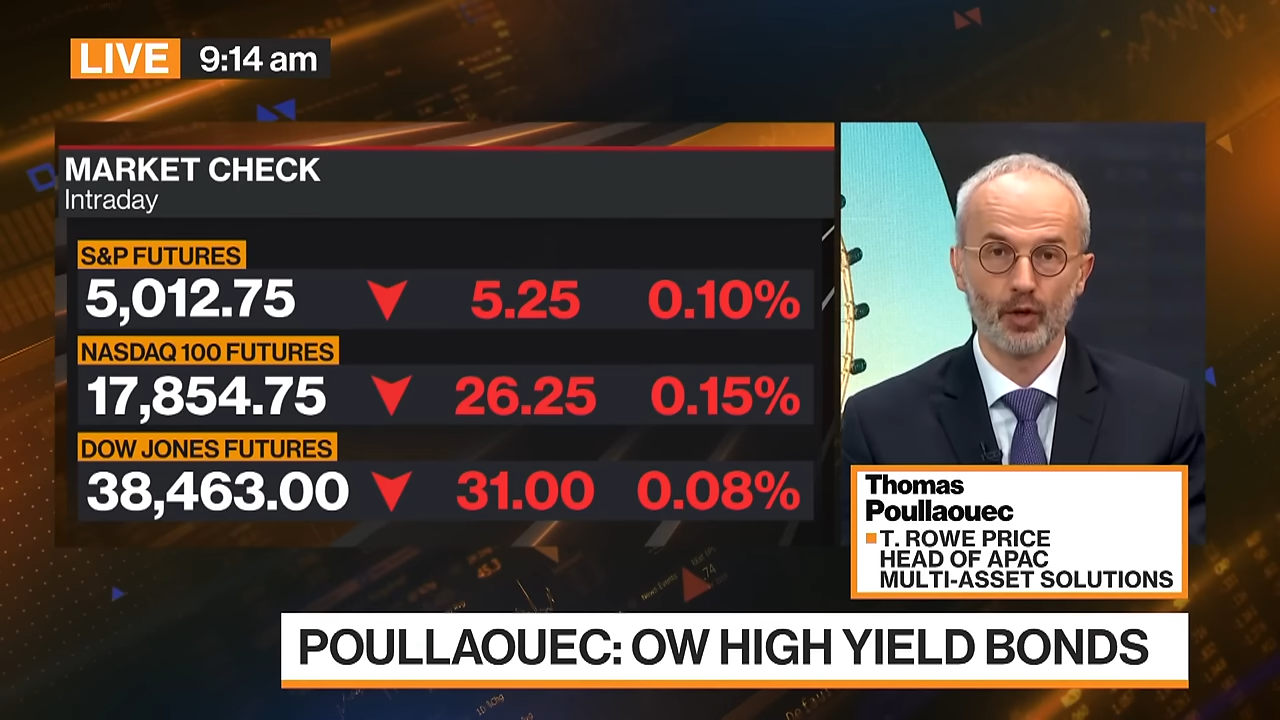 LIVE 9:14 am
MARKET CHECK
Intraday
S&P FUTURES
5,012.75 5.25 0.10%
NASDAQ 100 FUTURES
17,854.75 26.25 0.15%
DOW JONES FUTURES
38,463.00 31.00 0.08%
Thomas
Poullaouec
T. ROWE PRICE
HEAD OF APAC
MULTI-ASSET SOLUTIONS
POULLAOUEC: OW HIGH YIELD BONDS